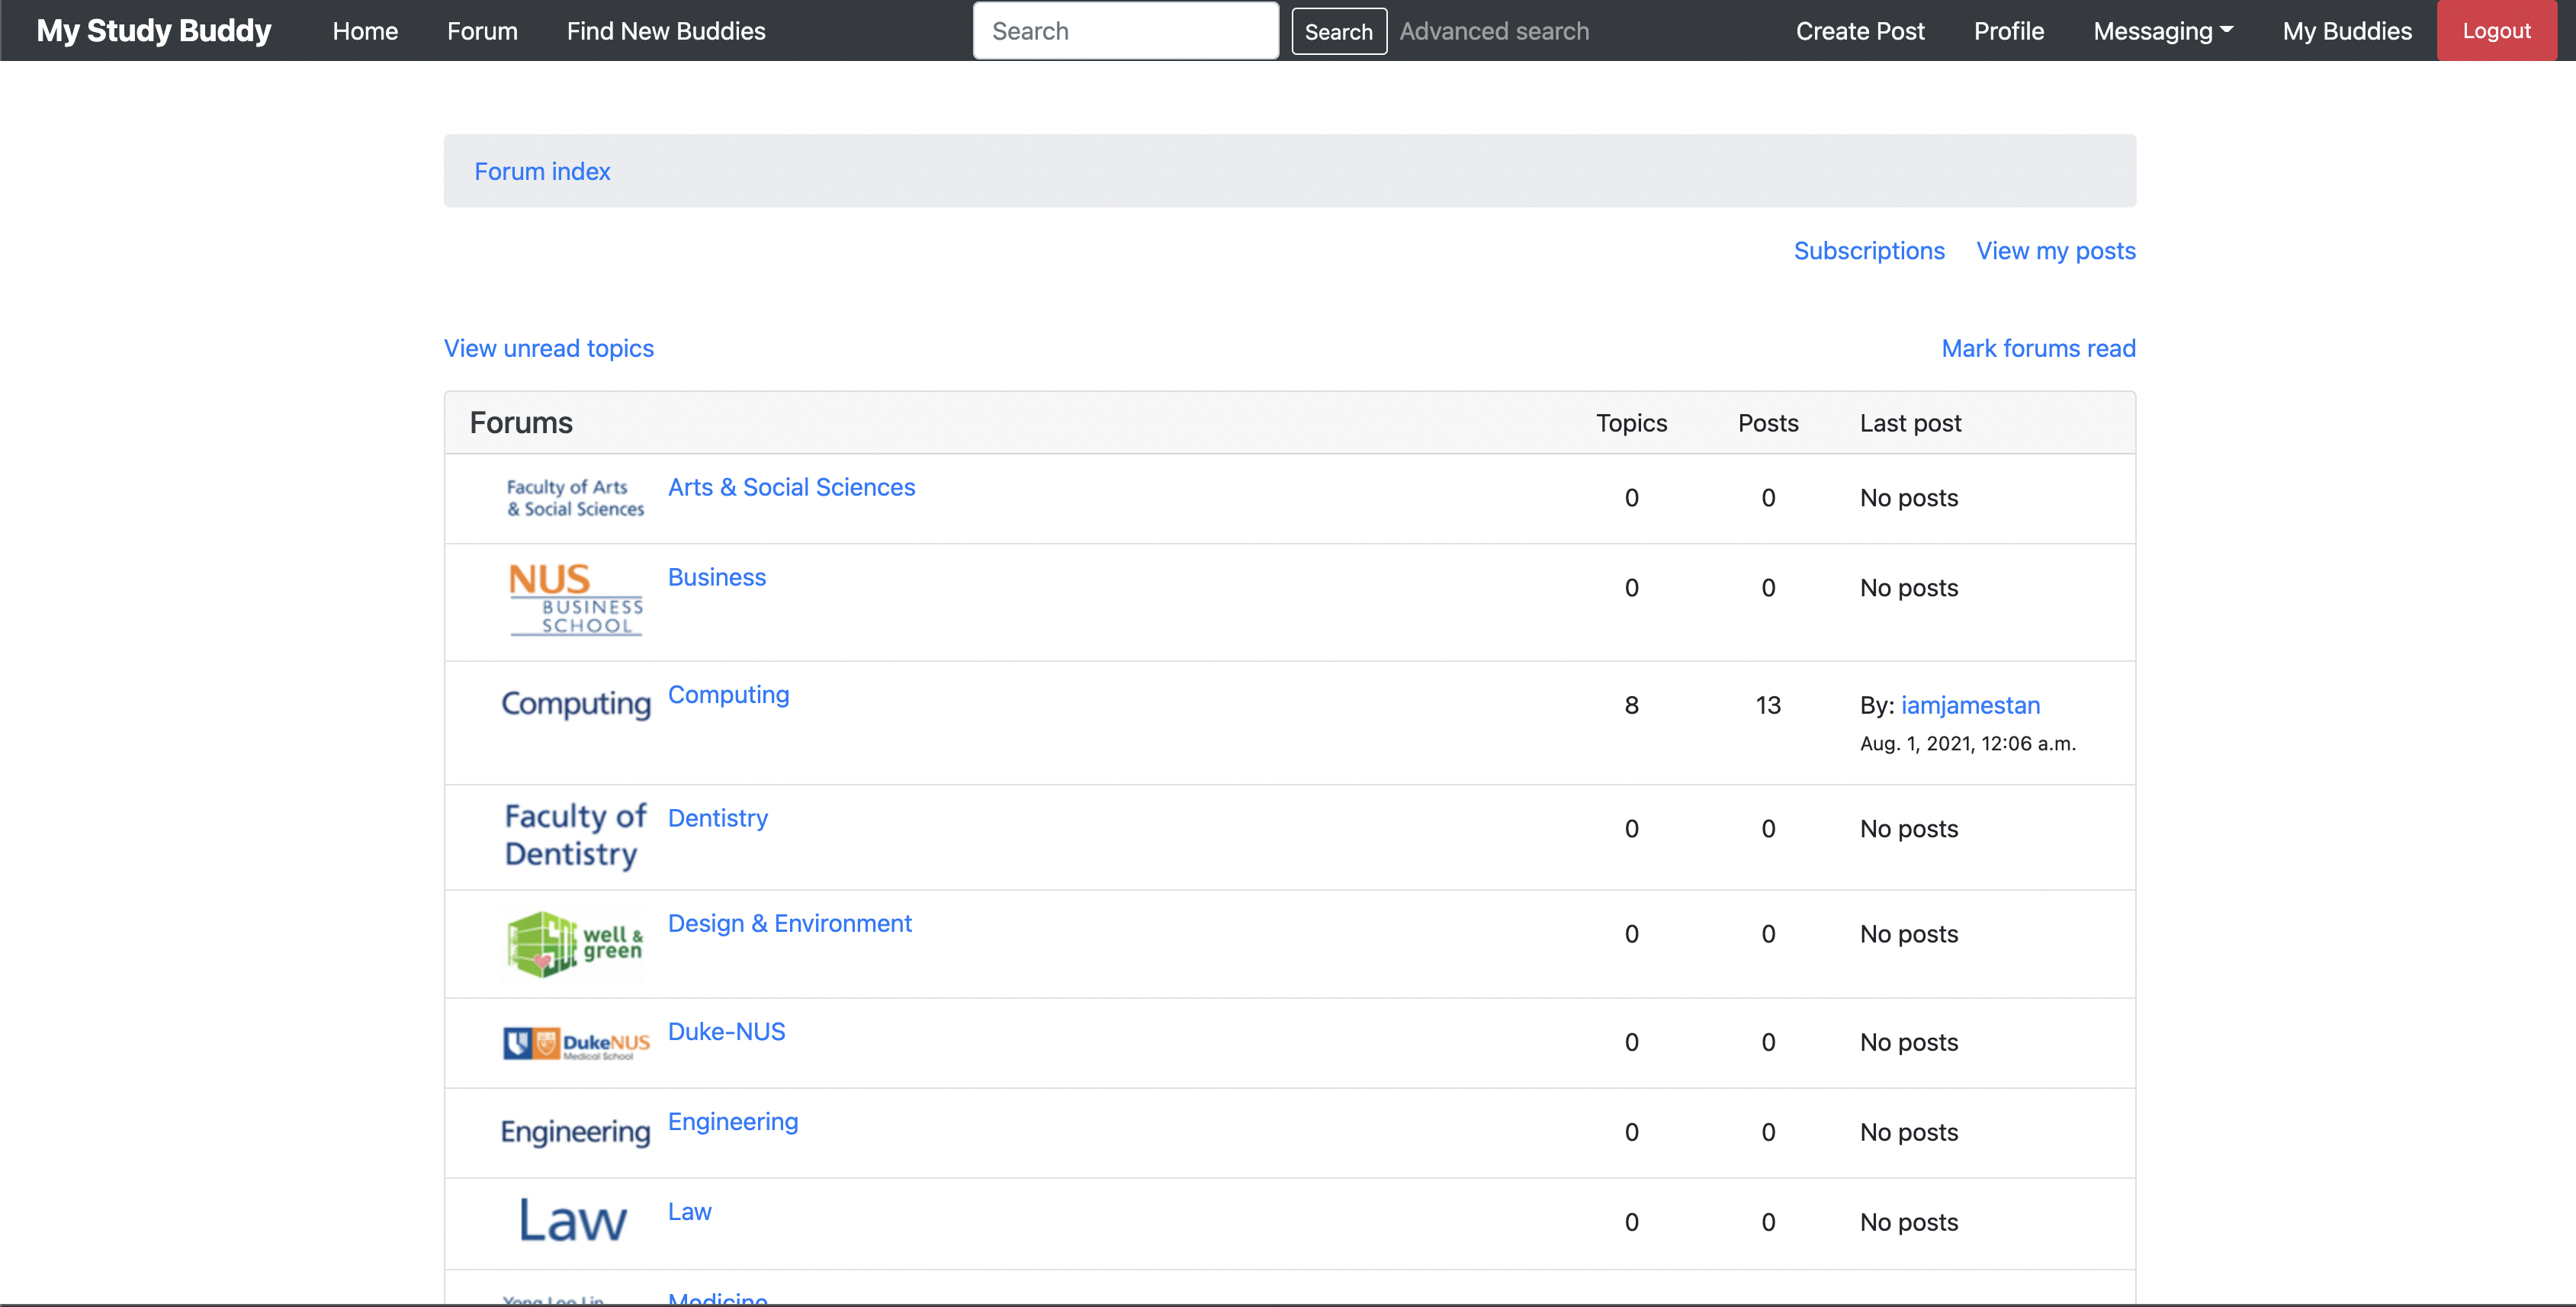 My Study Buddy Home Forum Find New Buddies Search Search Advanced search Create Post Profile Messaging My Buddies Logout
Forum index
Subscriptions View my posts
View unread topics Mark forums read
Forums Topics Posts Last post
Faculty of Arts
& Social Sciences
Arts & Social Sciences 0 0 No posts
NUS
BUSINESS
SCHOOL
Business 0 0 No posts
Computing
Computing 8 13 By: iamjamestan
Aug. 1, 2021, 12:06 a.m.
Faculty of
Dentistry
Dentistry 0 0 No posts
well &
green
Design & Environment 0 0 No posts
DukeNUS
Medical School
Duke-NUS 0 0 No posts
Engineering
Engineering 0 0 No posts
Law
Law 0 0 No posts
Yong Loo Lin
Medicine